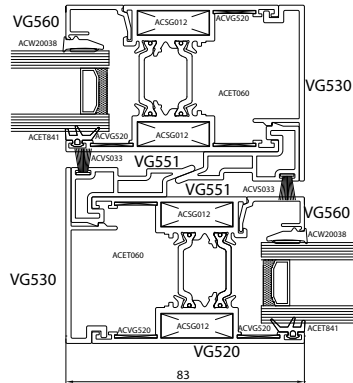 VG560
ACW20038
ACSG012
ACVG520
ACET060
VG530
ACET841
ACVG520
ACSG012
ACVS033
VG551
VG551
ACVS033
ACSG012
VG560
ACW20038
ACET060
VG530
ACVG520
ACSG012
ACVG520
ACET841
VG520
83